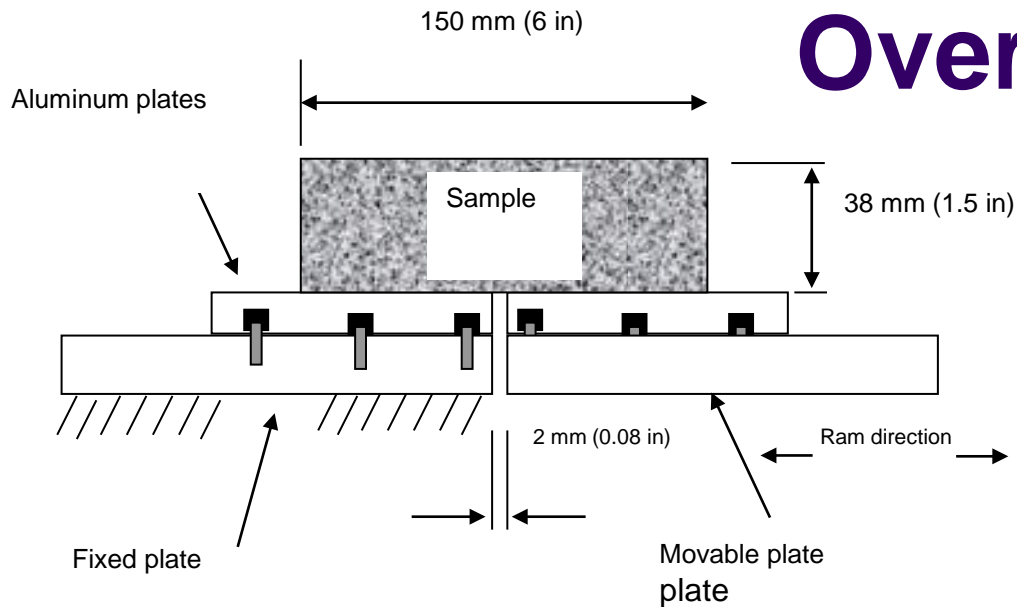 150 mm (6 in)
Over
Aluminum plates
Sample
38 mm (1.5 in)
2 mm (0.08 in)
Ram direction
Fixed plate
Movable plate
plate